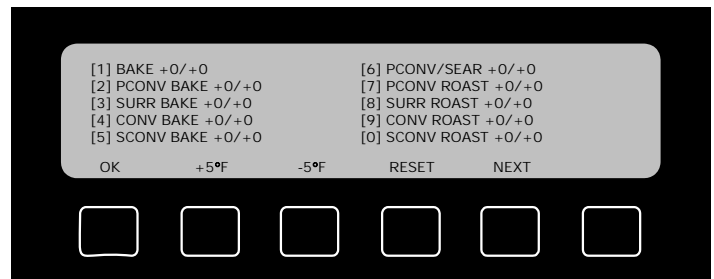 [1] BAKE +0/+0
[2] PCONV BAKE +0/+0
[3] SURR BAKE +0/+0
[4] CONV BAKE +0/+0
[5] SCONV BAKE +0/+0
[6] PCONV/SEAR +0/+0
[7] PCONV ROAST +0/+0
[8] SURR ROAST +0/+0
[9] CONV ROAST +0/+0
[0] SCONV ROAST +0/+0
OK +5°F -5°F RESET NEXT